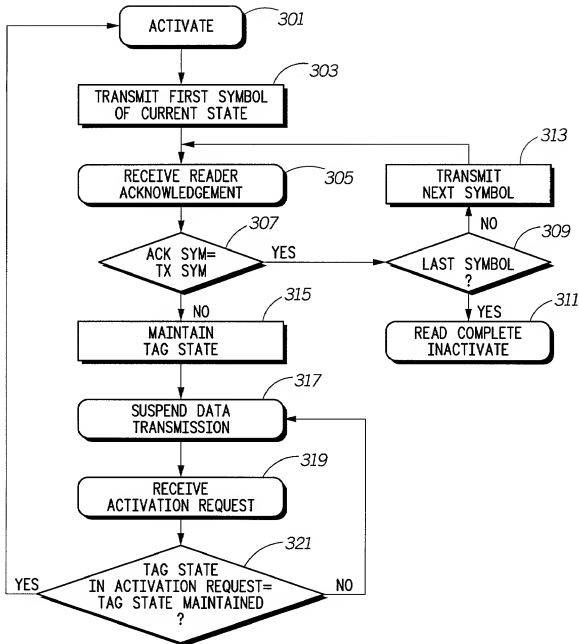 ACTIVATE
301
303
TRANSMIT FIRST SYMBOL
OF CURRENT STATE
313
RECEIVE READER
ACKNOWLEDGEMENT
305
TRANSMIT
NEXT SYMBOL
307
NO
309
ACK SYM=
TX SYM
YES
LAST SYMBOL
?
NO
315
YES
311
MAINTAIN
TAG STATE
READ COMPLETE
INACTIVATE
317
SUSPEND DATA
TRANSMISSION
319
RECEIVE
ACTIVATION REQUEST
321
YES
TAG STATE
IN ACTIVATION REQUEST=
TAG STATE MAINTAINED
?
NO